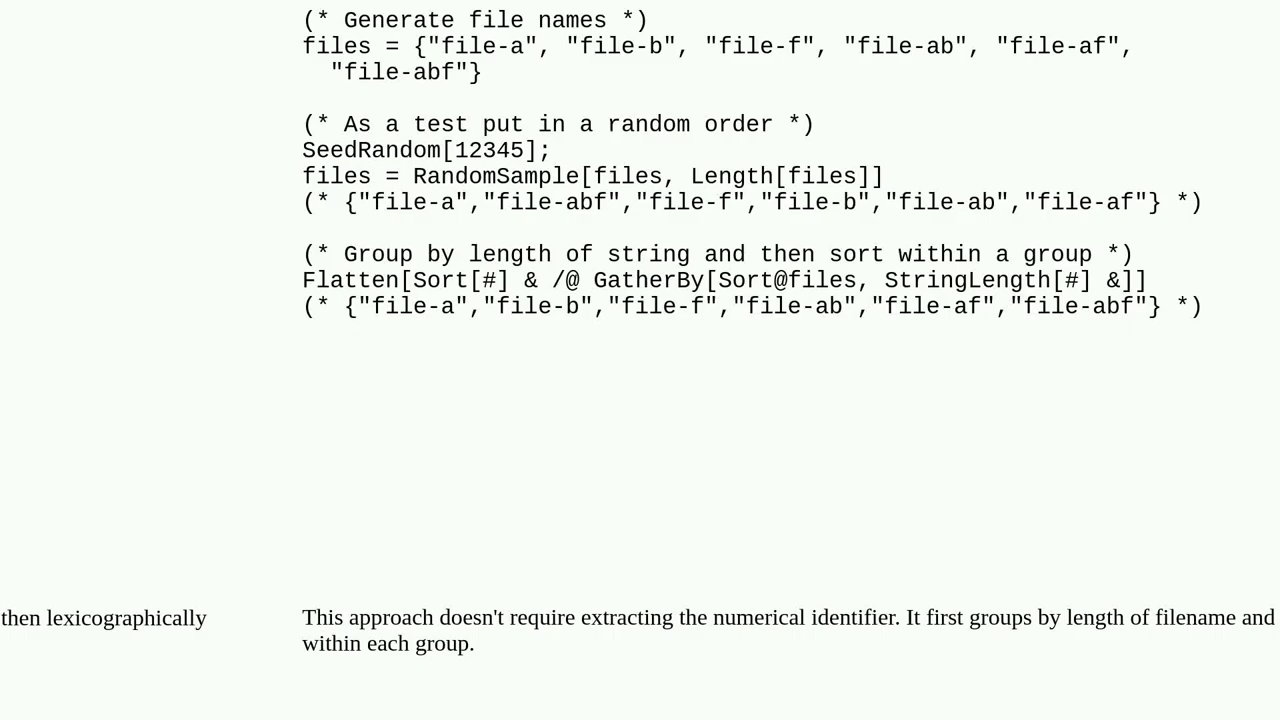 (* Generate file names *)
files = {"file-a", "file-b", "file-f", "file-ab", "file-af",
"file-abf"}
(* As a test put in a random order *)
SeedRandom[12345];
files = RandomSample[files, Length[files]]
(* {"file-a","file-abf","file-f","file-b","file-ab","file-af"} *)
(* Group by length of string and then sort within a group *)
Flatten[Sort[#] & /@ GatherBy[Sort@files, StringLength[#] &]]
(* {"file-a","file-b","file-f","file-ab","file-af","file-abf"} *)
then lexicographically
This approach doesn't require extracting the numerical identifier. It first groups by length of filename and
within each group.